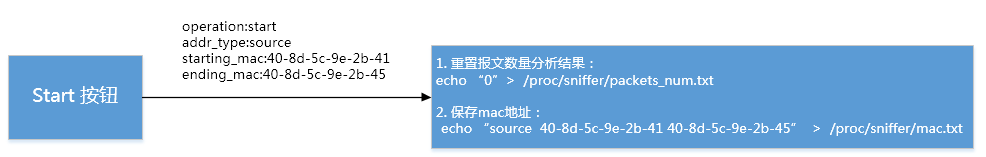 Start 按钮
operation:start
addr_type:source
starting_mac:40-8d-5c-9e-2b-41
ending_mac:40-8d-5c-9e-2b-45
1. 重置报文数量分析结果：
echo “0”> /proc/sniffer/packets_num.txt
2. 保存mac地址：
echo “source 40-8d-5c-9e-2b-41 40-8d-5c-9e-2b-45” > /proc/sniffer/mac.txt